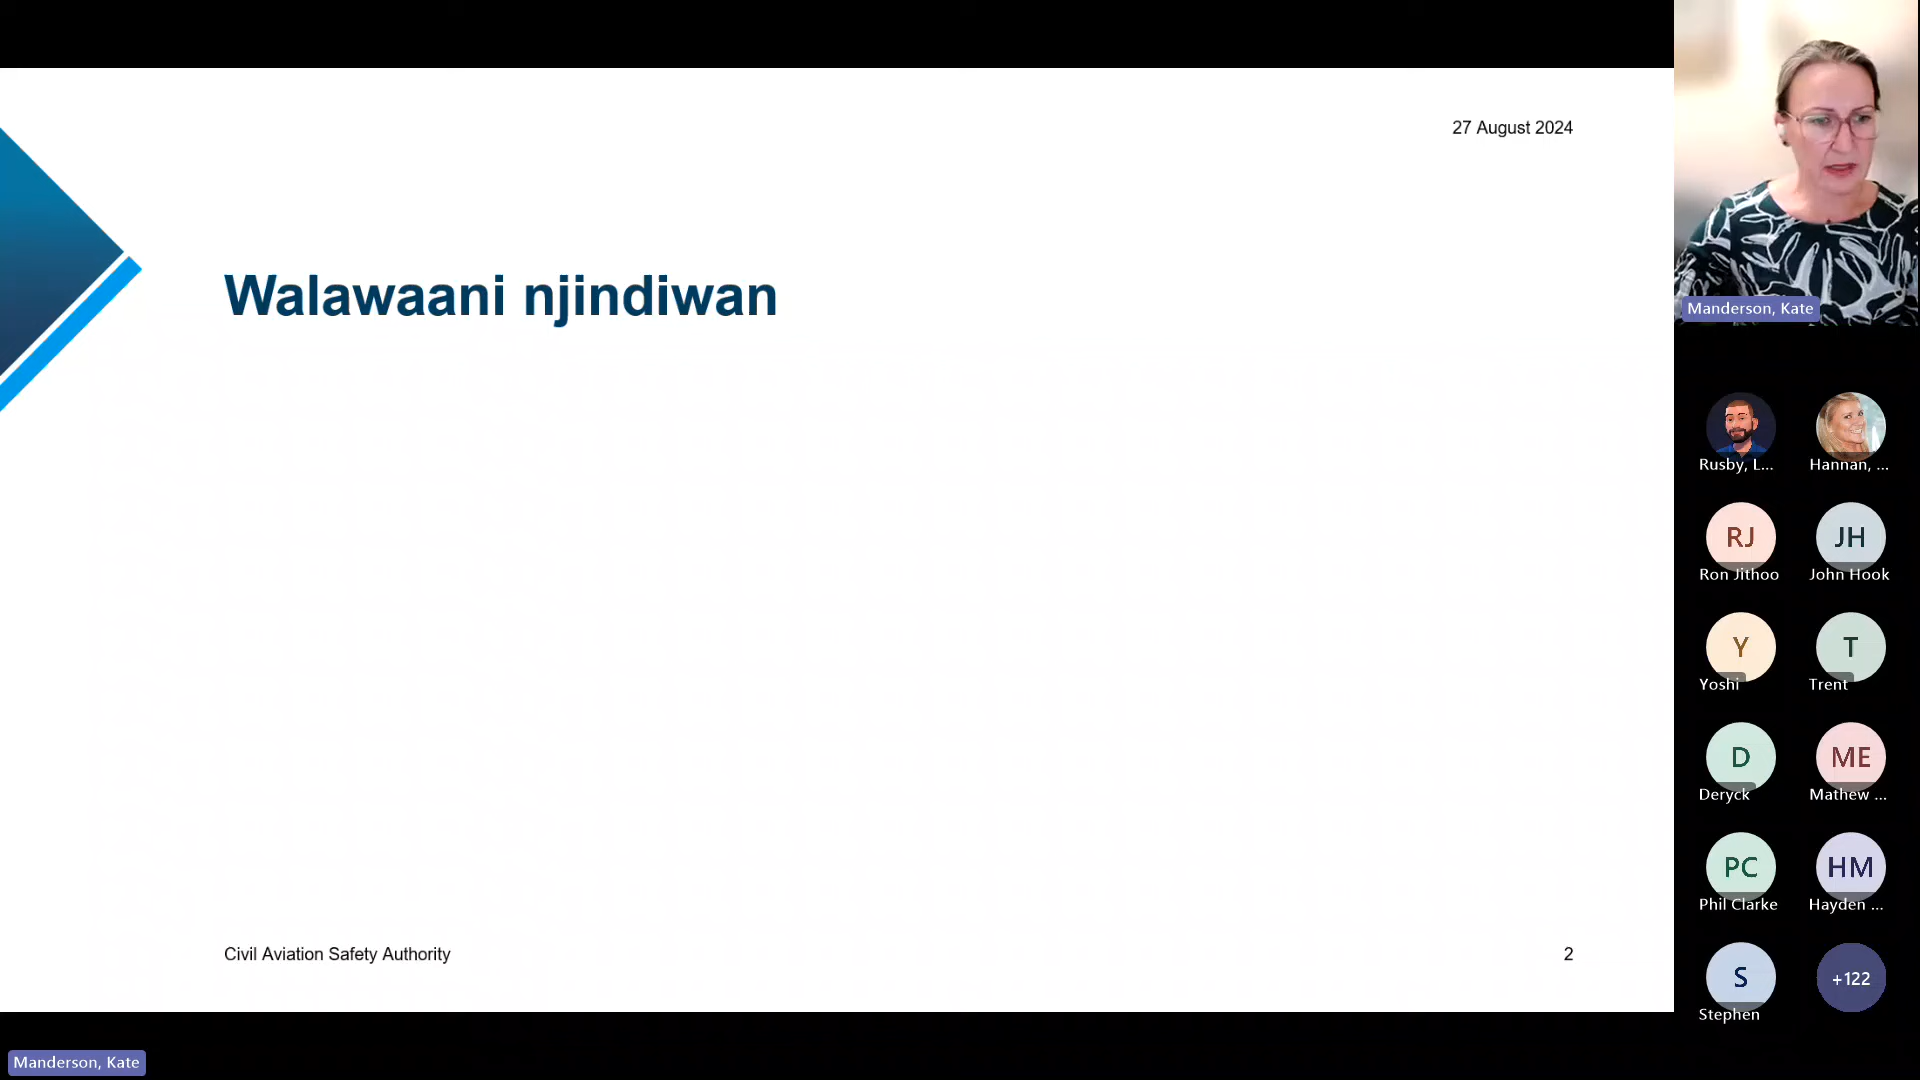 27 August 2024
Walawaani njindiwan
Civil Aviation Safety Authority
2
Manderson, Kate
Rusby, L...
Hannan, ...
RJ
Ron Jithoo
JH
John Hook
Y
Yoshi
T
Trent
D
Deryck
ME
Mathew ...
PC
Phil Clarke
HM
Hayden ...
S
Stephen
+122
Manderson, Kate